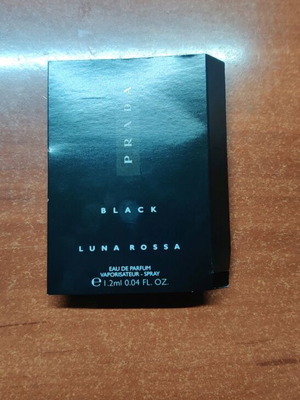 PRADA
BLACK
LUNA ROSSA
EAU DE PARFUM
VAPORISATEUR - SPRAY
℮ 1.2ml 0.04 FL. OZ.